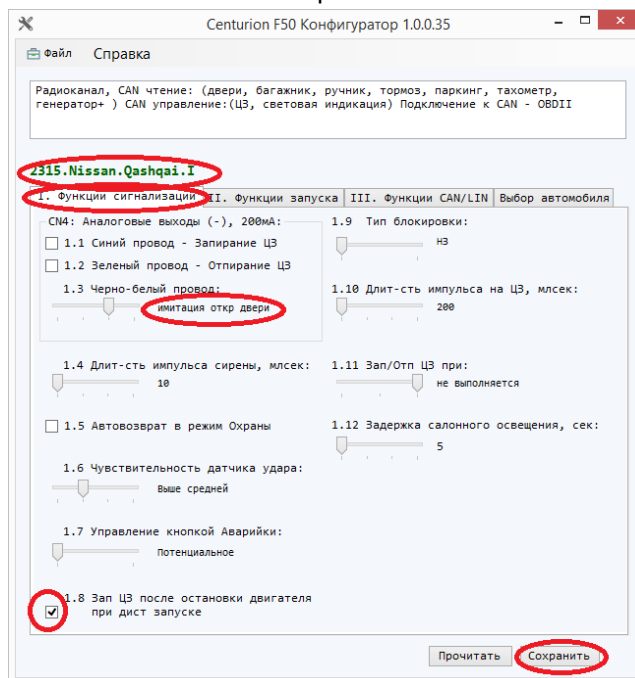 Centurion F50 Конфигуратор 1.0.0.35
Файл Справка
Радиоканал, CAN чтение: (двери, багажник, ручник, тормоз, паркинг, тахометр,
генератор+ ) CAN управление:(ЦЗ, световая индикация) Подключение к CAN - OBDII
2315.Nissan.Qashqai.I
I. Функции сигнализации II. Функции запуска III. Функции CAN/LIN Выбор автомобиля
CN4: Аналоговые выходы (-), 200мА:
1.1 Синий провод - Запирание ЦЗ
1.2 Зеленый провод - Отпирание ЦЗ
1.3 Черно-белый провод:
имитация откр двери
1.4 Длит-сть импульса сирены, млсек:
10
1.5 Автовозврат в режим Охраны
1.6 Чувствительность датчика удара:
Выше средней
1.7 Управление кнопкой Аварийки:
Потенциальное
1.8 Зап ЦЗ после остановки двигателя
при дист запуске
1.9 Тип блокировки:
НЗ
1.10 Длит-сть импульса на ЦЗ, млсек:
200
1.11 Зап/Отп ЦЗ при:
не выполняется
1.12 Задержка салонного освещения, сек:
5
Прочитать Сохранить